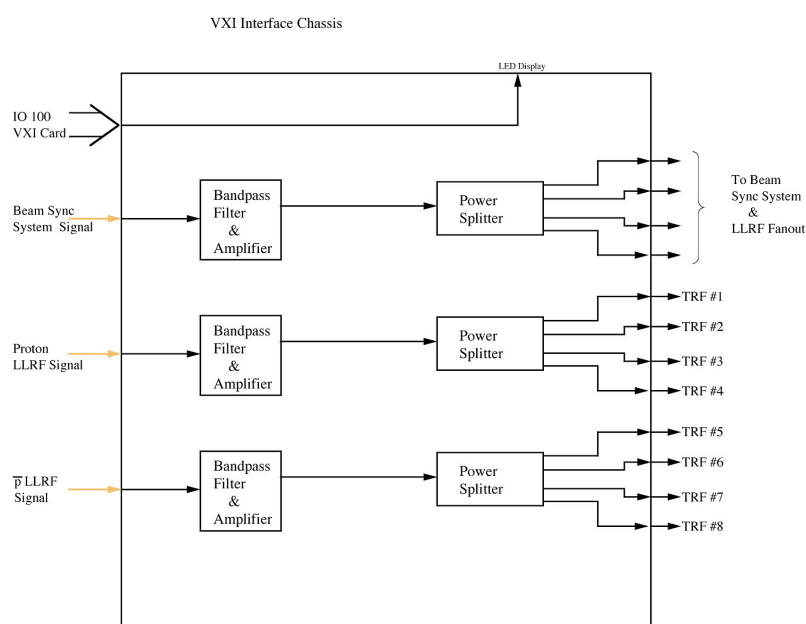 VXI Interface Chassis
LED Display
IO 100
VXI Card
Beam Sync
System Signal
Bandpass
Filter
&
Amplifier
Power
Splitter
To Beam
Sync System
&
LLRF Fanout
Proton
LLRF Signal
Bandpass
Filter
&
Amplifier
Power
Splitter
TRF #1
TRF #2
TRF #3
TRF #4
p̅ LLRF
Signal
Bandpass
Filter
&
Amplifier
Power
Splitter
TRF #5
TRF #6
TRF #7
TRF #8